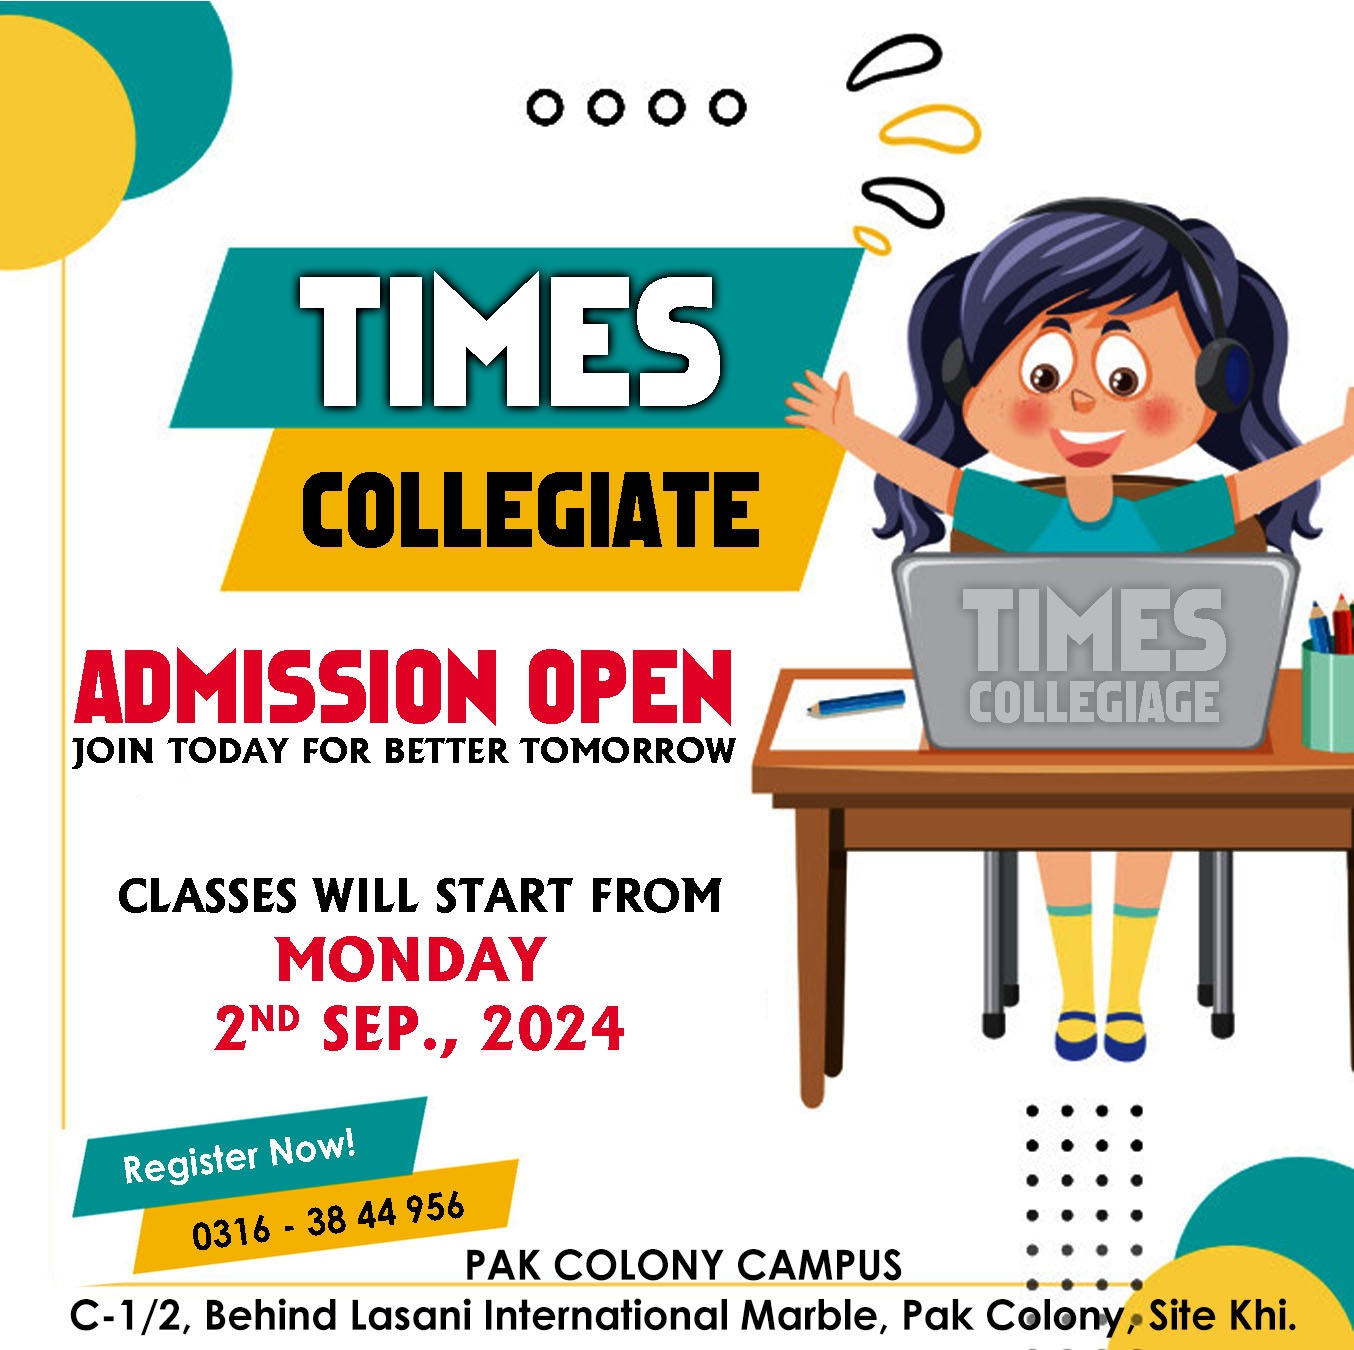 TIMES
COLLEGIATE
TIMES
COLLEGIAGE
ADMISSION OPEN
JOIN TODAY FOR BETTER TOMORROW
CLASSES WILL START FROM
MONDAY
2ND SEP., 2024
Register Now!
0316 - 38 44 956
PAK COLONY CAMPUS
C-1/2, Behind Lasani International Marble, Pak Colony, Site Khi.